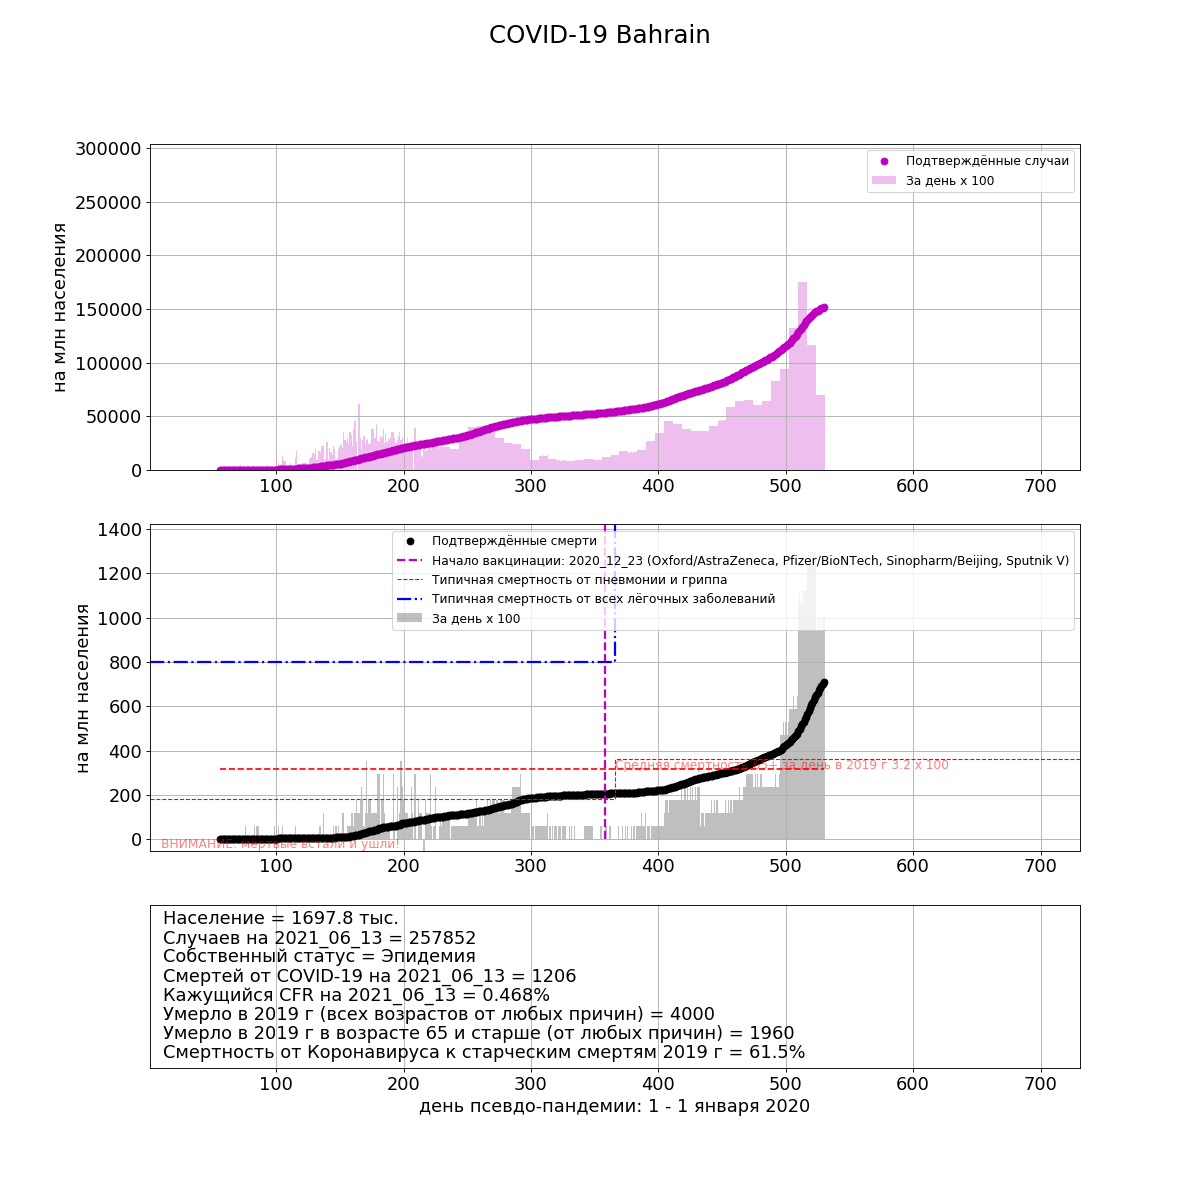 COVID-19 Bahrain
300000
250000
200000
150000
100000
50000
0
на млн населения
Подтверждённые случаи
За день x 100
100 200 300 400 500 600 700
1400
1200
1000
800
600
400
200
0
на млн населения
Подтверждённые смерти
Начало вакцинации: 2020_12_23 (Oxford/AstraZeneca, Pfizer/BioNTech, Sinopharm/Beijing, Sputnik V)
Типичная смертность от пневмонии и гриппа
Типичная смертность от всех лёгочных заболеваний
За день x 100
Средняя смертность за день в 2019 г 3.2 x 100
ВНИМАНИЕ: мёртвые встали и ушли!
100 200 300 400 500 600 700
Население = 1697.8 тыс.
Случаев на 2021_06_13 = 257852
Собственный статус = Эпидемия
Смертей от COVID-19 на 2021_06_13 = 1206
Кажущийся CFR на 2021_06_13 = 0.468%
Умерло в 2019 г (всех возрастов от любых причин) = 4000
Умерло в 2019 г в возрасте 65 и старше (от любых причин) = 1960
Смертность от Коронавируса к старческим смертям 2019 г = 61.5%
100 200 300 400 500 600 700
день псевдо-пандемии: 1 - 1 января 2020